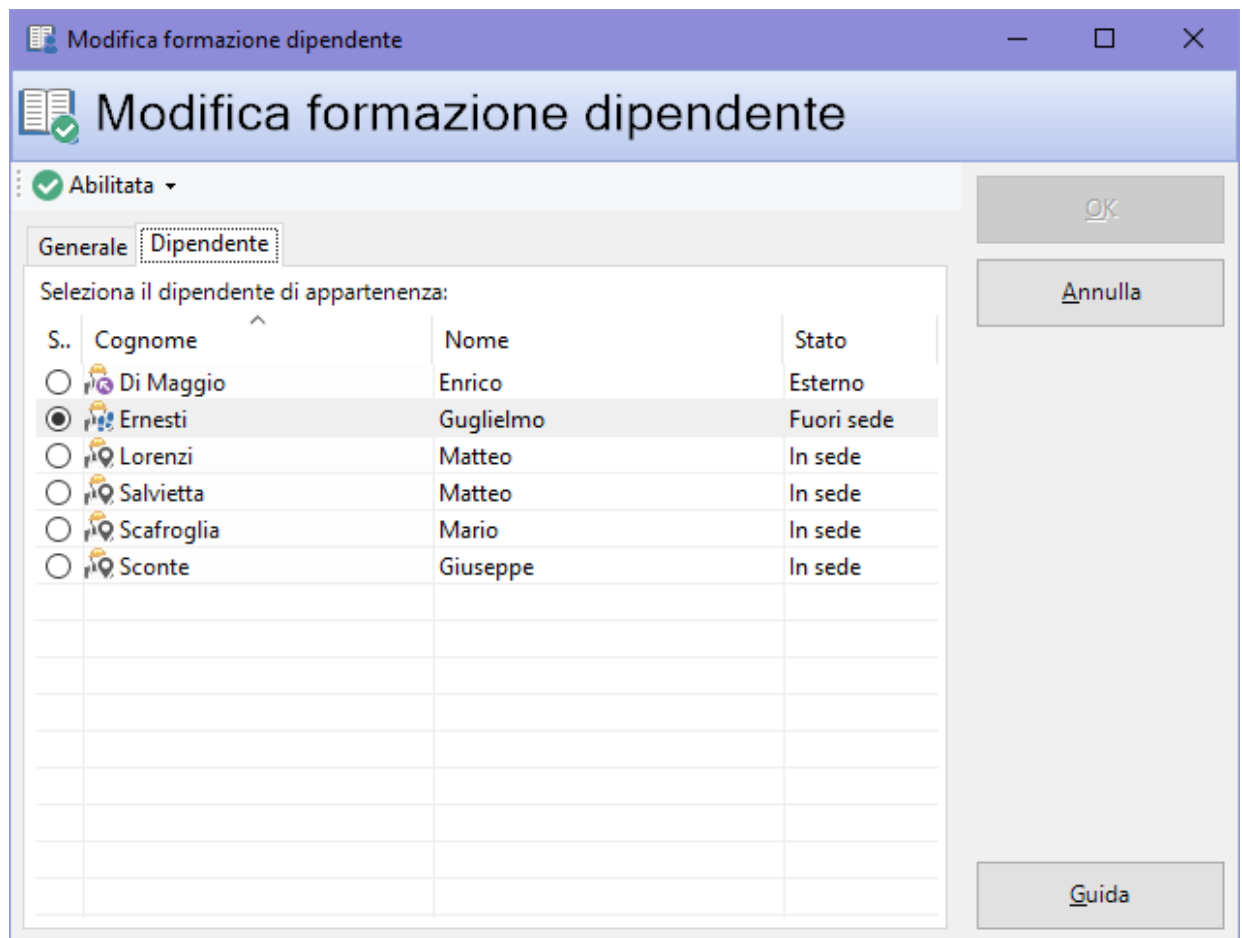 Modifica formazione dipendente
Modifica formazione dipendente
Abilitata
OK
Generale Dipendente
Annulla
Seleziona il dipendente di appartenenza:
S.. Cognome Nome Stato
Di Maggio Enrico Esterno
Ernesti Guglielmo Fuori sede
Lorenzi Matteo In sede
Salvietta Matteo In sede
Scafroglia Mario In sede
Sconte Giuseppe In sede
Guida